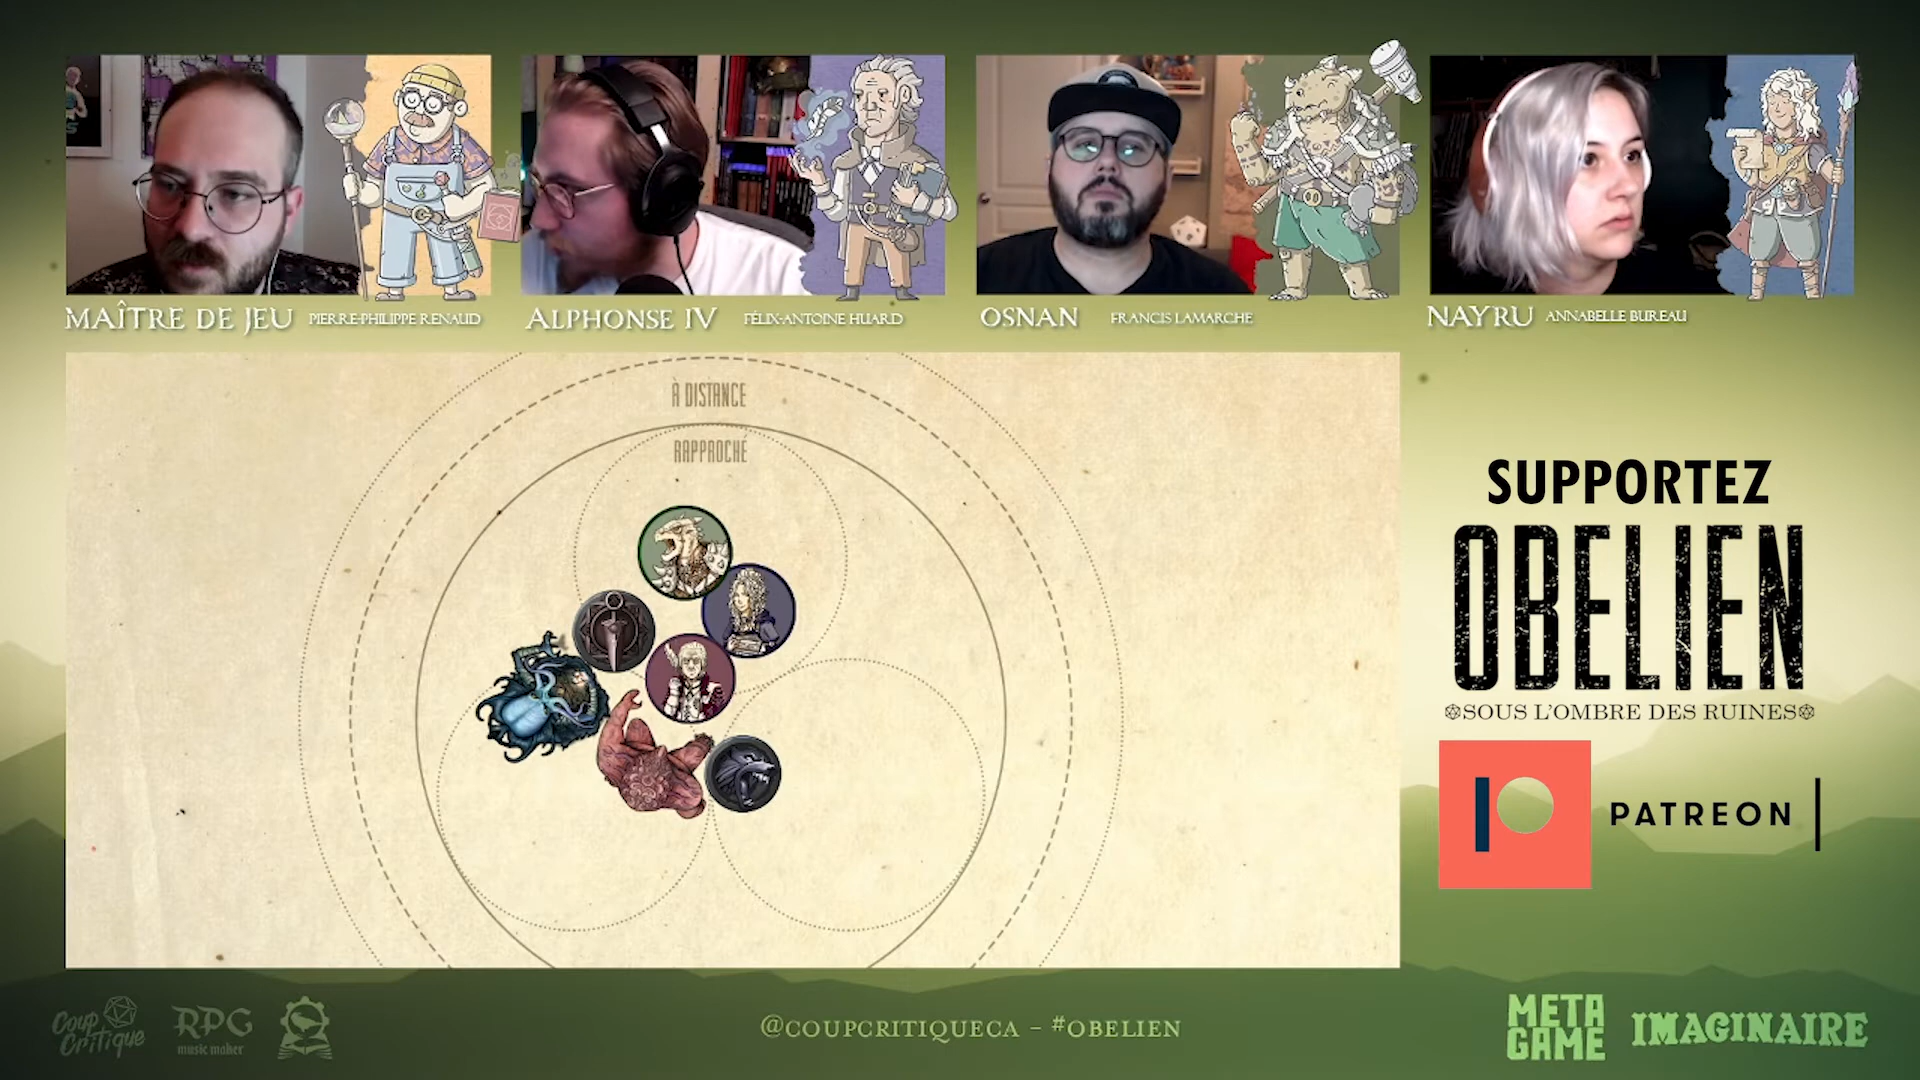 MAÎTRE DE JEU PIERRE-PHILIPPE RENAUD
ALPHONSE IV FÉLIX-ANTOINE HUARD
OSNAN FRANCIS LAMARCHE
NAYRU ANNABELLE BUREAU
À DISTANCE
RAPPROCHÉ
SUPPORTEZ
OBELIEN
SOUS L'OMBRE DES RUINES
PATREON
Coup Critique
RPG
music maker
@COUPCRITIQUECA - #OBELIEN
META
GAME
IMAGINAIRE